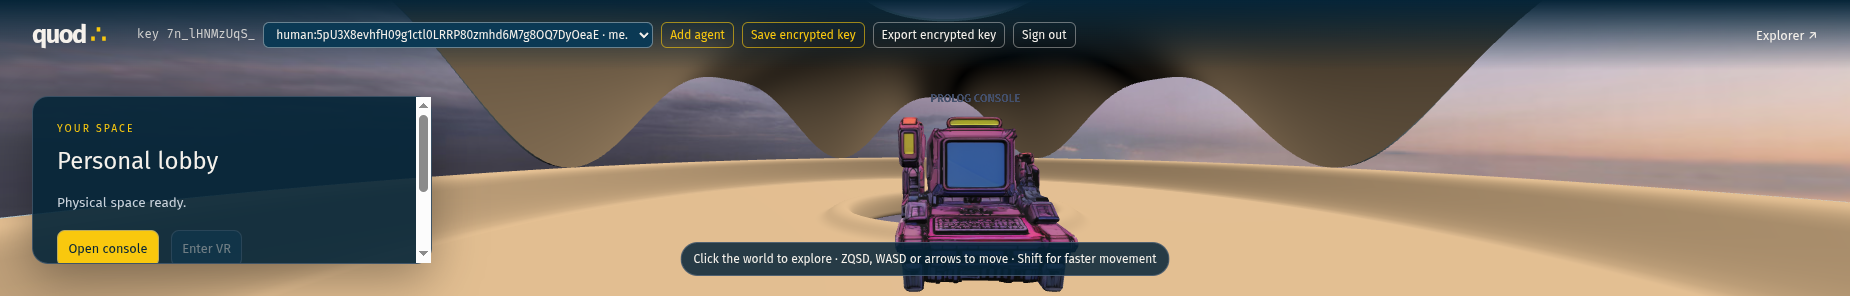 quod
key 7n_lHNMzUqS_
human:5pU3X8evhfH09g1ctl0LRRP80zmhd6M7g8OQ7DyOeaE · me.
Add agent
Save encrypted key
Export encrypted key
Sign out
Explorer ↗
PROLOG CONSOLE
YOUR SPACE
Personal lobby
Physical space ready.
Open console
Enter VR
Click the world to explore · ZQSD, WASD or arrows to move · Shift for faster movement